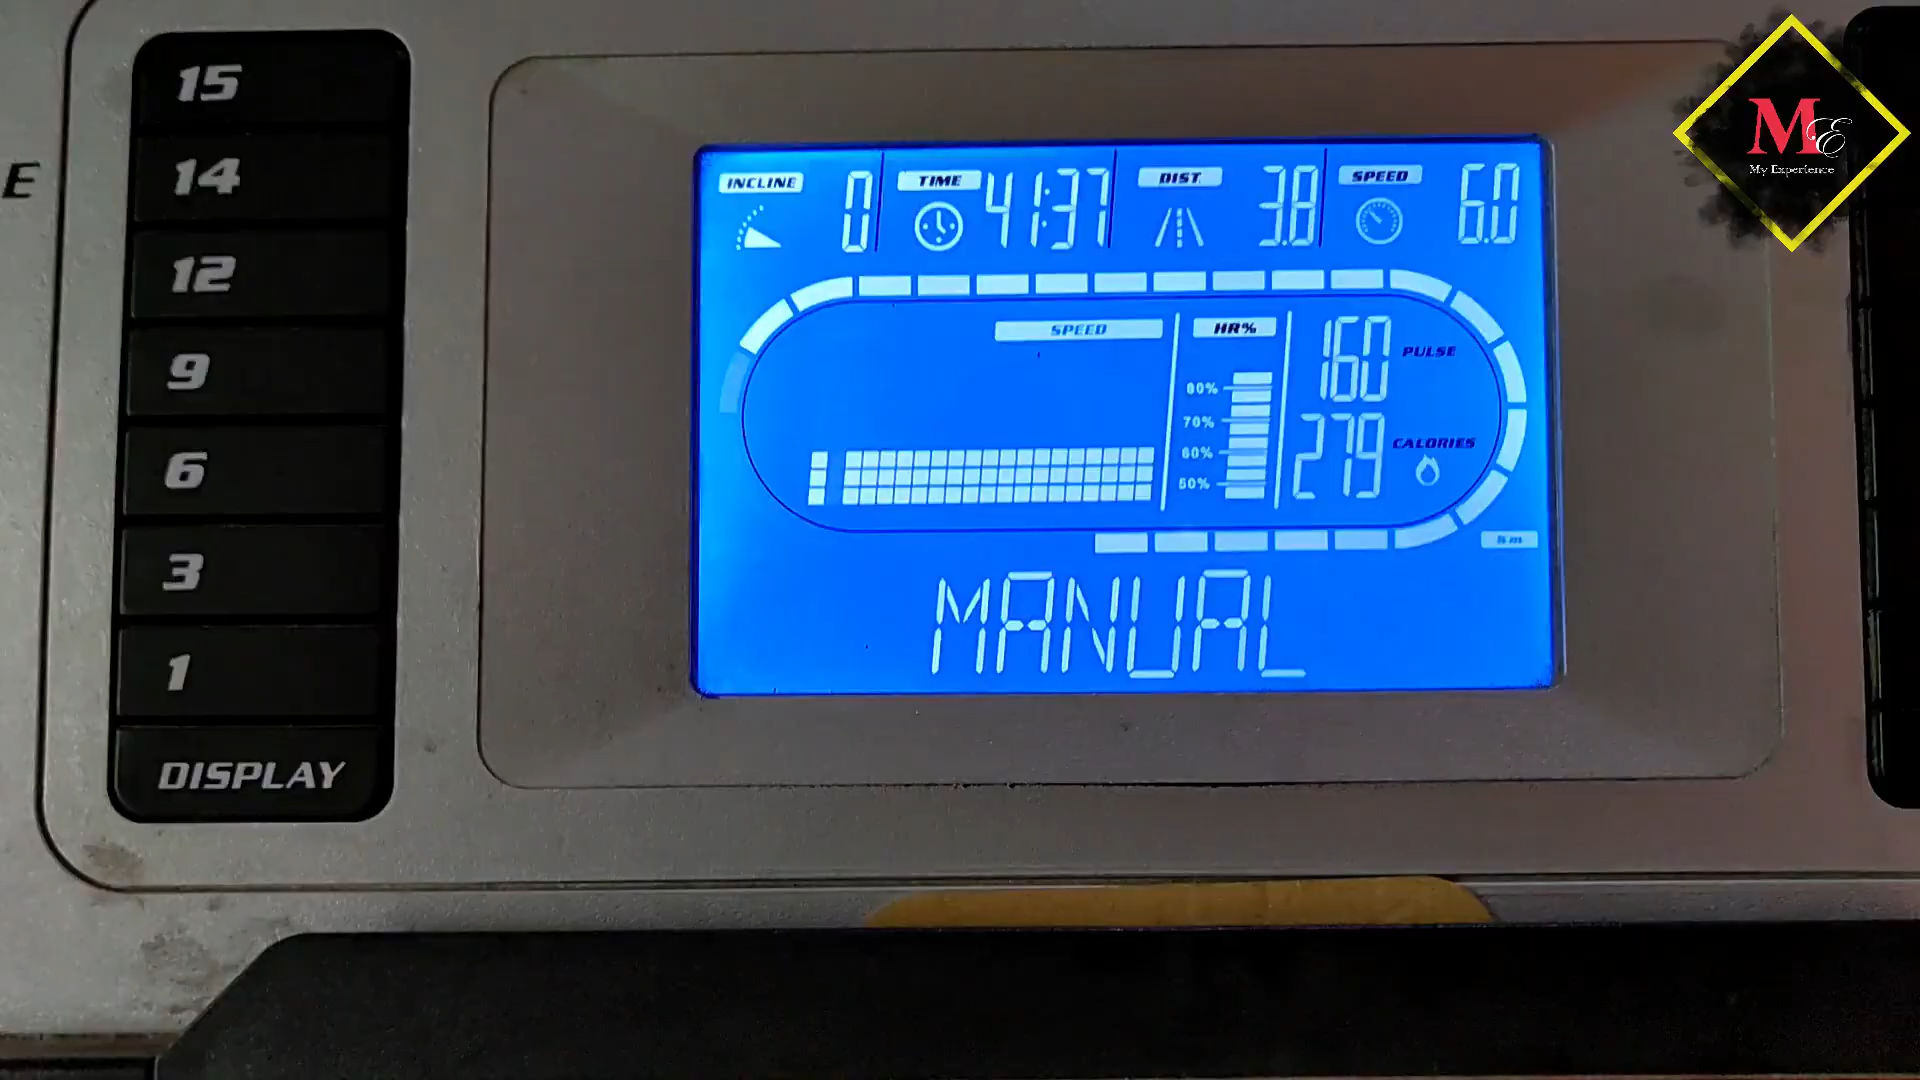 15
14
12
9
6
3
1
DISPLAY
E
INCLINE 0
TIME 41:37
DIST. 3.8
SPEED 6.0
SPEED
HR%
80%
70%
60%
50%
160 PULSE
279 CALORIES
MANUAL
ME
My Experience